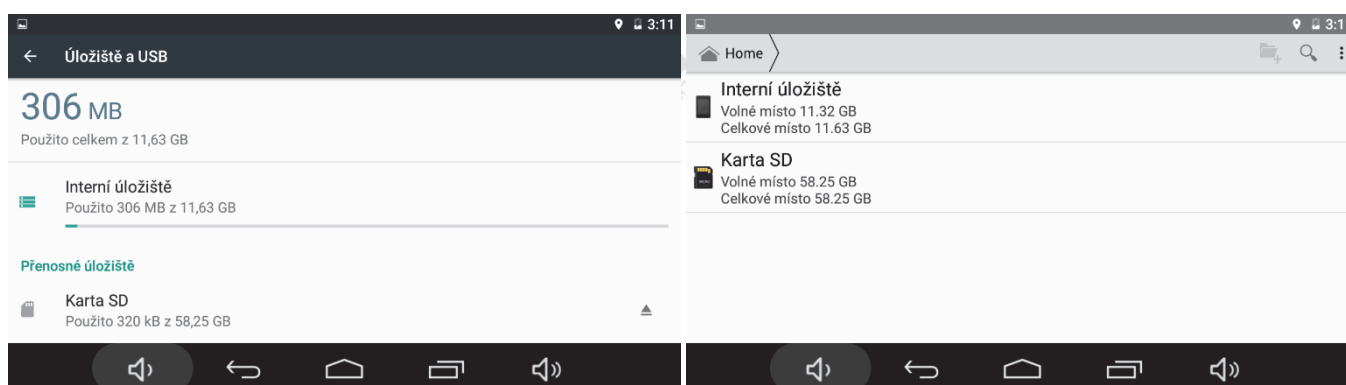 3:11
Úložiště a USB
306 MB
Použito celkem z 11,63 GB
Interní úložiště
Použito 306 MB z 11,63 GB
Přenosné úložiště
Karta SD
Použito 320 kB z 58,25 GB
3:1
Home
Interní úložiště
Volné místo 11.32 GB
Celkové místo 11.63 GB
Karta SD
Volné místo 58.25 GB
Celkové místo 58.25 GB